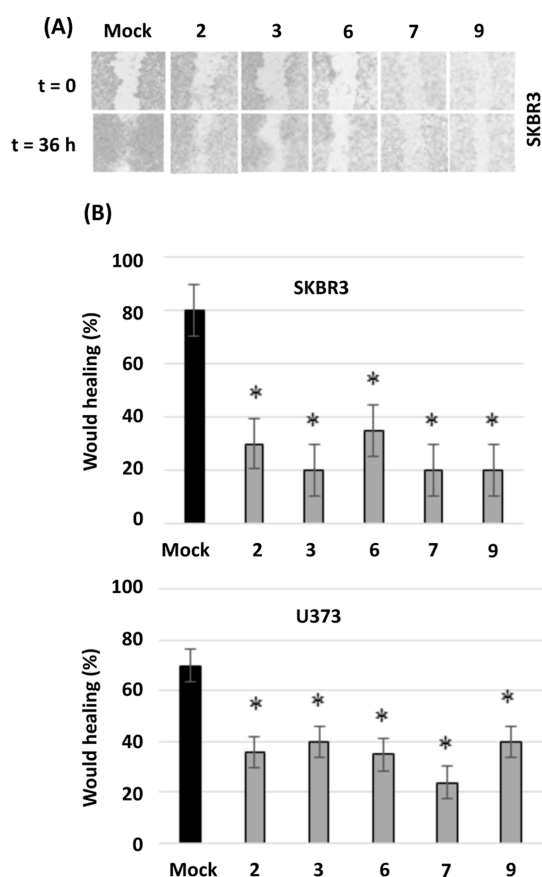 (A)
Mock 2 3 6 7 9
t = 0
t = 36 h
SKBR3
(B)
SKBR3
Would healing (%)
100
80
60
40
20
0
* * * * *
Mock 2 3 6 7 9
U373
Would healing (%)
100
80
60
40
20
0
* * * * *
Mock 2 3 6 7 9